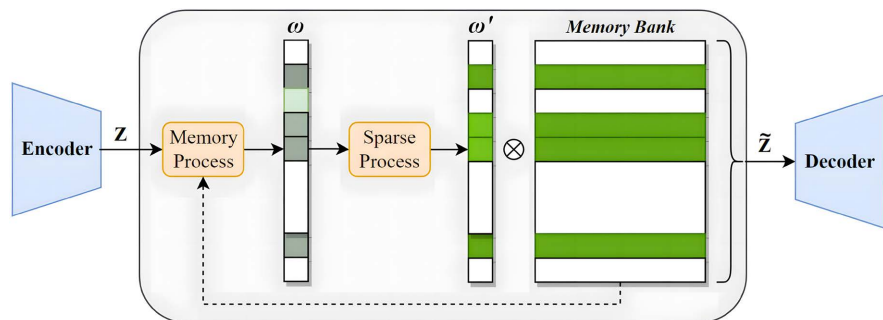 ω
ω'
Memory Bank
Encoder
Z
Memory
Process
Sparse
Process
⊗
Z̃
Decoder